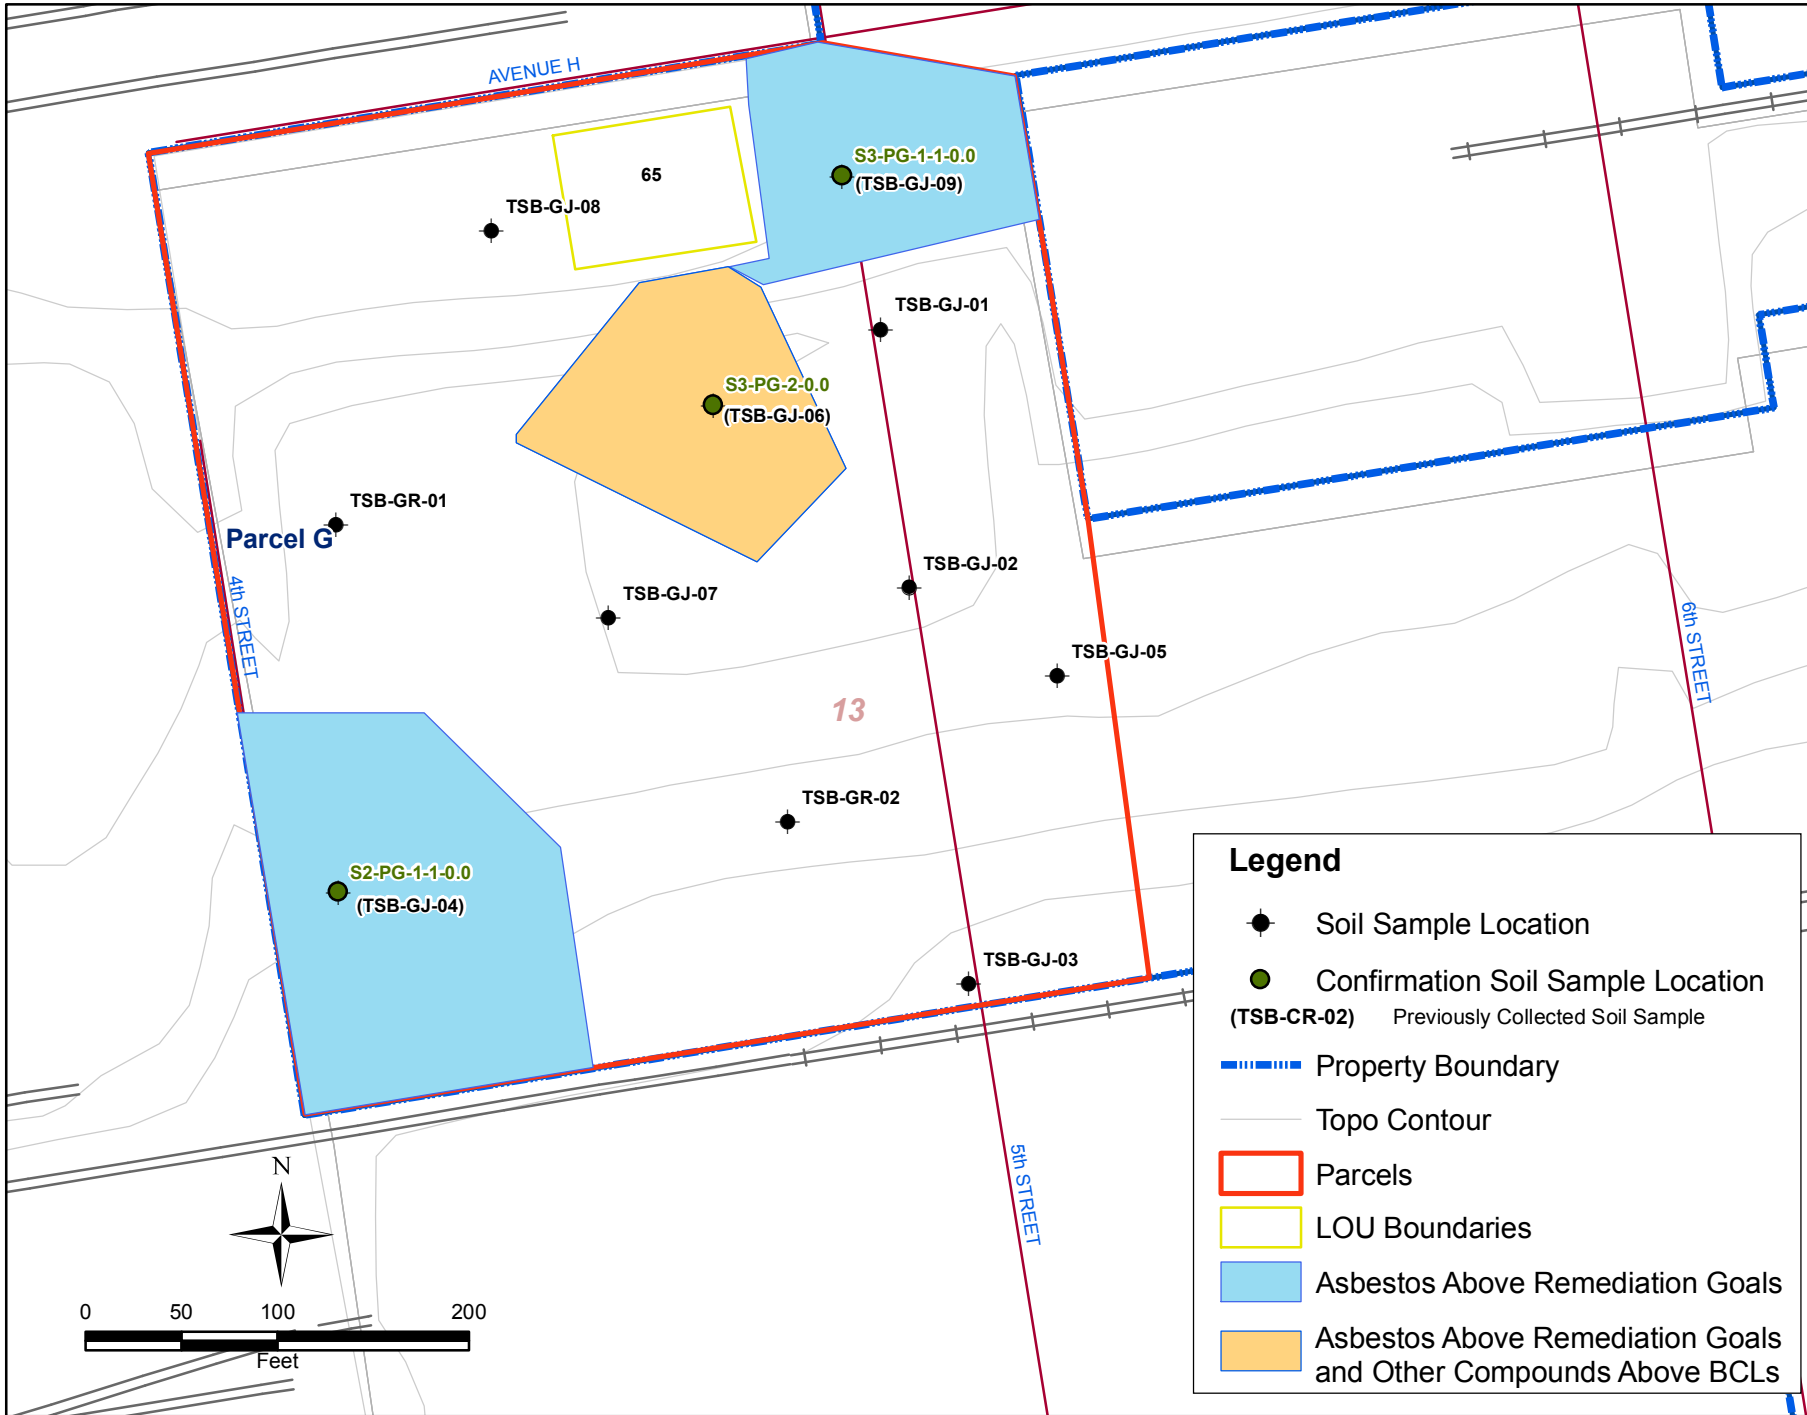 AVENUE H
S3-PG-1-1-0.0
(TSB-GJ-09)
65
TSB-GJ-08
TSB-GJ-01
S3-PG-2-0.0
(TSB-GJ-06)
TSB-GR-01
Parcel G
4th STREET
TSB-GJ-02
TSB-GJ-07
6th STREET
TSB-GJ-05
13
TSB-GR-02
S2-PG-1-1-0.0
(TSB-GJ-04)
TSB-GJ-03
5th STREET
N
0 50 100 200
Feet
Legend
Soil Sample Location
Confirmation Soil Sample Location
(TSB-CR-02) Previously Collected Soil Sample
Property Boundary
Topo Contour
Parcels
LOU Boundaries
Asbestos Above Remediation Goals
Asbestos Above Remediation Goals
and Other Compounds Above BCLs